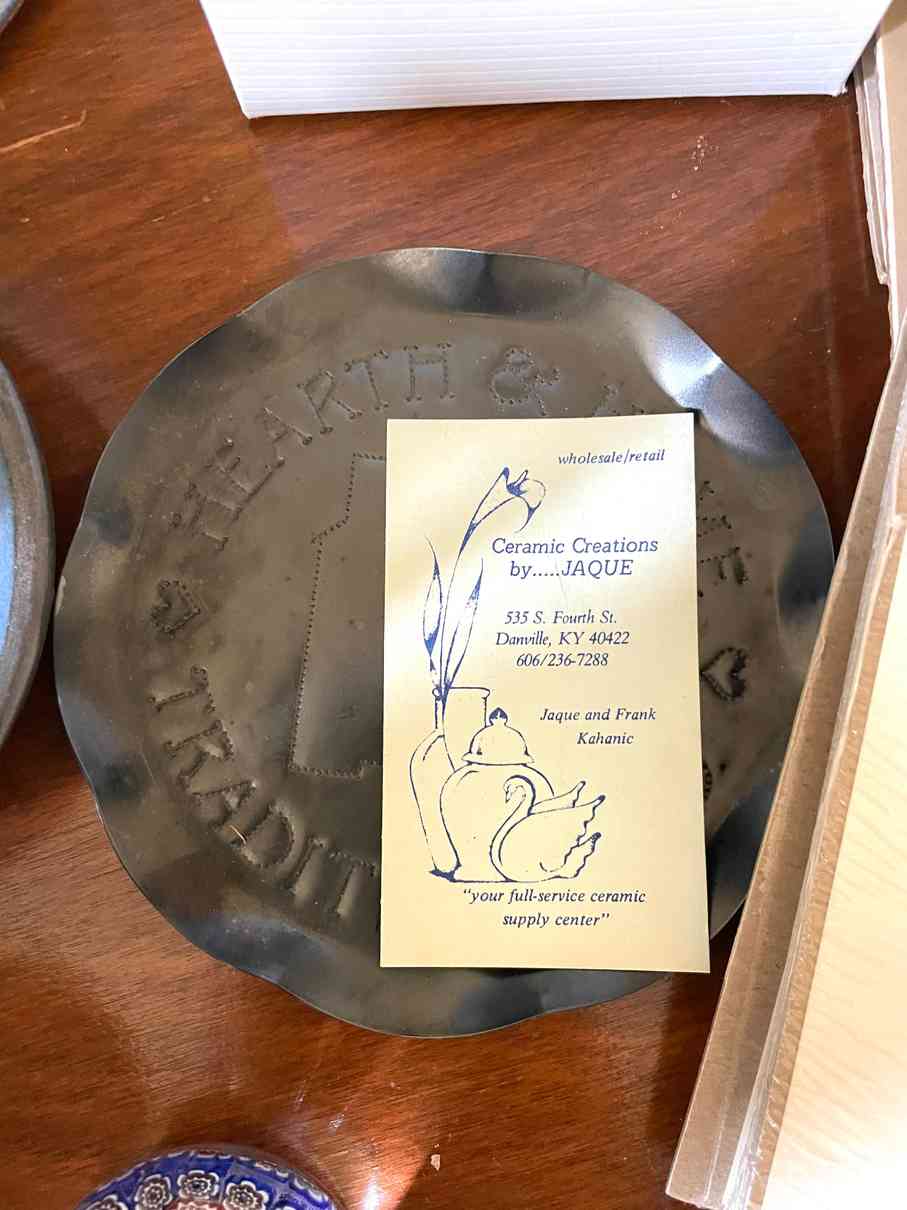 HEARTH &
TRADIT
wholesale/retail
Ceramic Creations
by.....JAQUE
535 S. Fourth St.
Danville, KY 40422
606/236-7288
Jaque and Frank
Kahanic
"your full-service ceramic
supply center"